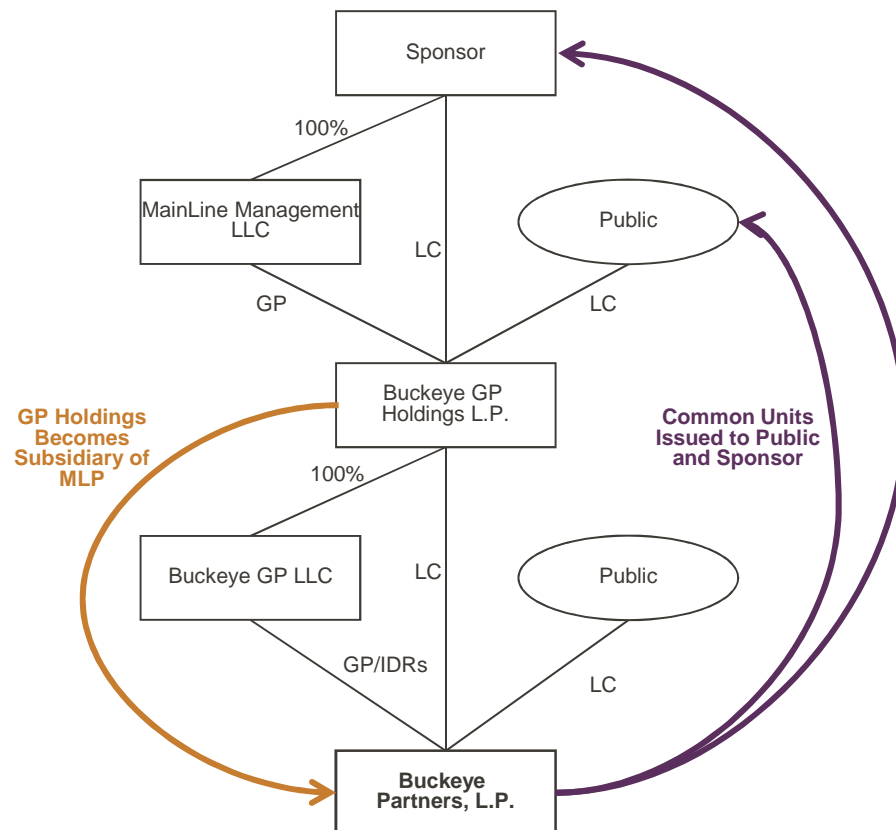 Sponsor
100%
MainLine Management
LLC
Public
LC
GP
LC
Buckeye GP
Holdings L.P.
GP Holdings
Becomes
Subsidiary of
MLP
Common Units
Issued to Public
and Sponsor
100%
Buckeye GP LLC
LC
Public
GP/IDRs
LC
Buckeye
Partners, L.P.